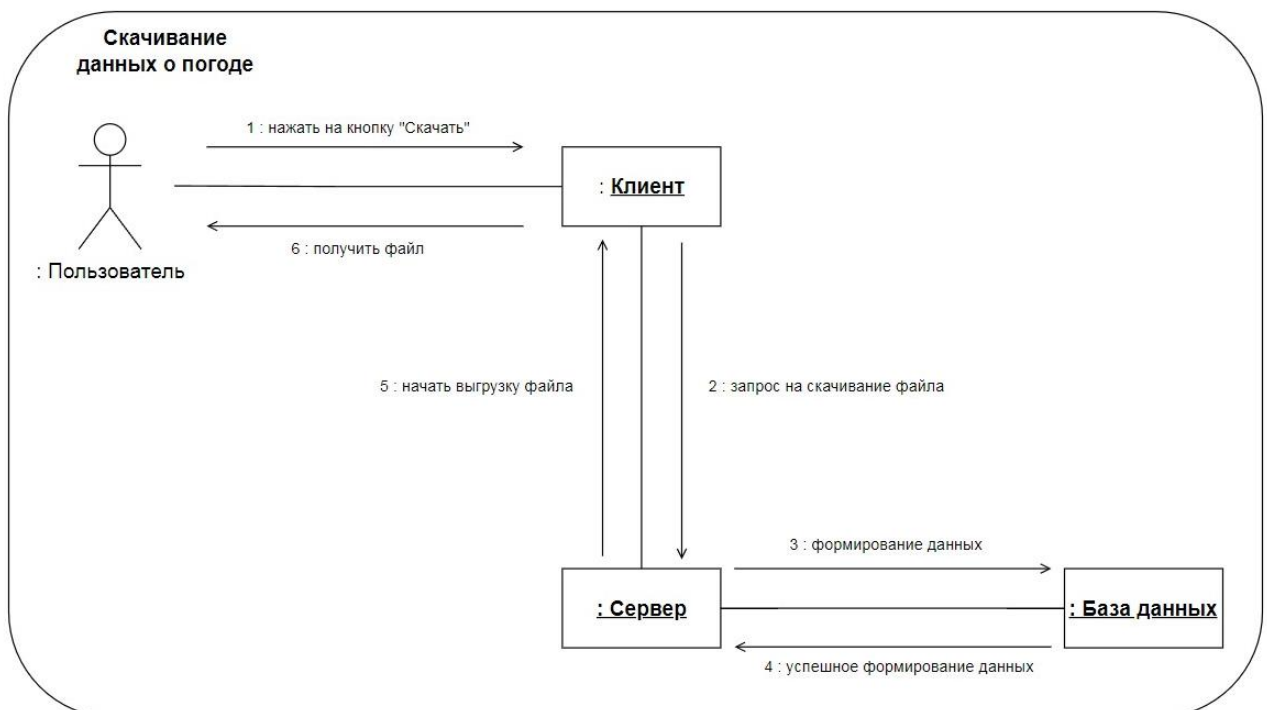 Скачивание
данных о погоде
1 : нажать на кнопку "Скачать"
: Клиент
6 : получить файл
: Пользователь
5 : начать выгрузку файла
2 : запрос на скачивание файла
3 : формирование данных
: Сервер
: База данных
4 : успешное формирование данных